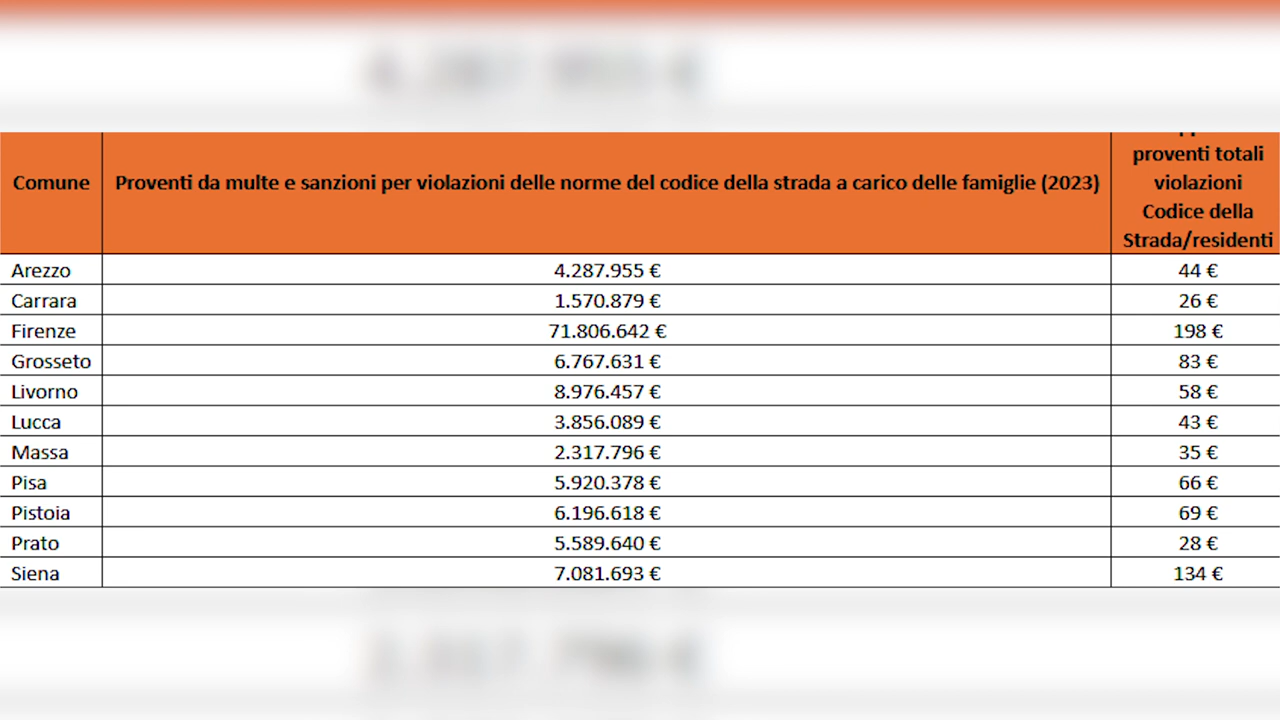 Comune Proventi da multe e sanzioni per violazioni delle norme del codice della strada a carico delle famiglie (2023)
proventi totali
violazioni
Codice della
Strada/residenti
Arezzo 4.287.955 € 44 €
Carrara 1.570.879 € 26 €
Firenze 71.806.642 € 198 €
Grosseto 6.767.631 € 83 €
Livorno 8.976.457 € 58 €
Lucca 3.856.089 € 43 €
Massa 2.317.796 € 35 €
Pisa 5.920.378 € 66 €
Pistoia 6.196.618 € 69 €
Prato 5.589.640 € 28 €
Siena 7.081.693 € 134 €